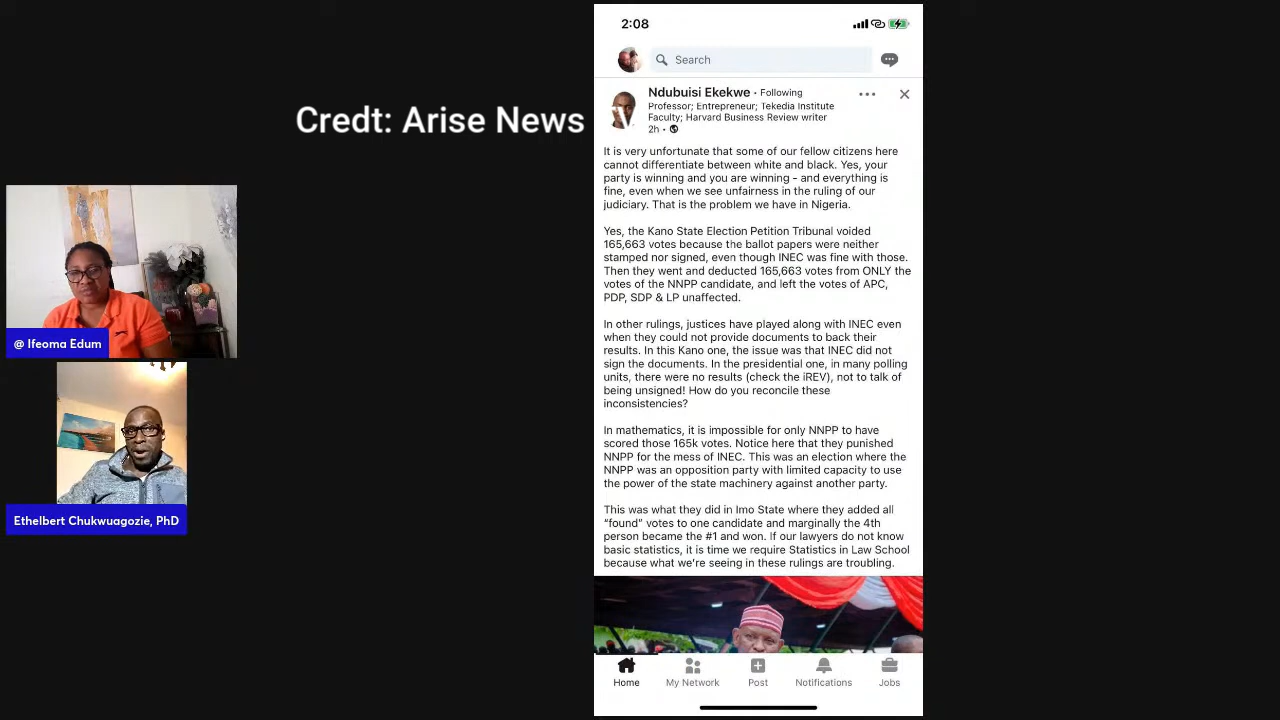 Credt: Arise News
@ Ifeoma Edum
Ethelbert Chukwuagozie, PhD
2:08
Search
Ndubuisi Ekekwe • Following
Professor; Entrepreneur; Tekedia Institute
Faculty; Harvard Business Review writer
2h •
It is very unfortunate that some of our fellow citizens here
cannot differentiate between white and black. Yes, your
party is winning and you are winning - and everything is
fine, even when we see unfairness in the ruling of our
judiciary. That is the problem we have in Nigeria.
Yes, the Kano State Election Petition Tribunal voided
165,663 votes because the ballot papers were neither
stamped nor signed, even though INEC was fine with those.
Then they went and deducted 165,663 votes from ONLY the
votes of the NNPP candidate, and left the votes of APC,
PDP, SDP & LP unaffected.
In other rulings, justices have played along with INEC even
when they could not provide documents to back their
results. In this Kano one, the issue was that INEC did not
sign the documents. In the presidential one, in many polling
units, there were no results (check the iREV), not to talk of
being unsigned! How do you reconcile these
inconsistencies?
In mathematics, it is impossible for only NNPP to have
scored those 165k votes. Notice here that they punished
NNPP for the mess of INEC. This was an election where the
NNPP was an opposition party with limited capacity to use
the power of the state machinery against another party.
This was what they did in Imo State where they added all
“found” votes to one candidate and marginally the 4th
person became the #1 and won. If our lawyers do not know
basic statistics, it is time we require Statistics in Law School
because what we’re seeing in these rulings are troubling.
Home
My Network
Post
Notifications
Jobs